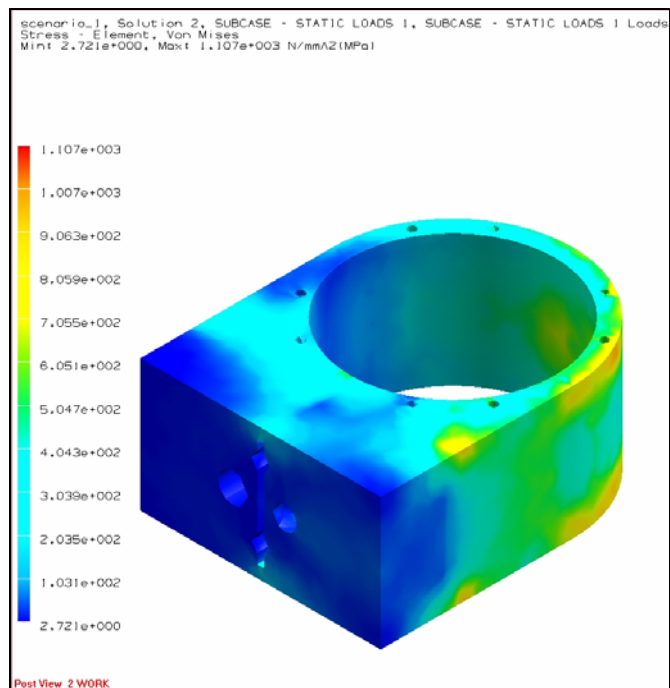 scenario_1, Solution 2, SUBCASE - STATIC LOADS 1, SUBCASE - STATIC LOADS 1 Loads
Stress - Element, Von Mises
Min: 2.721e+000, Max: 1.107e+003 N/mm^2(MPa)
1.107e+003
1.007e+003
9.063e+002
8.059e+002
7.055e+002
6.051e+002
5.047e+002
4.043e+002
3.039e+002
2.035e+002
1.031e+002
2.721e+000
Post View 2 WORK